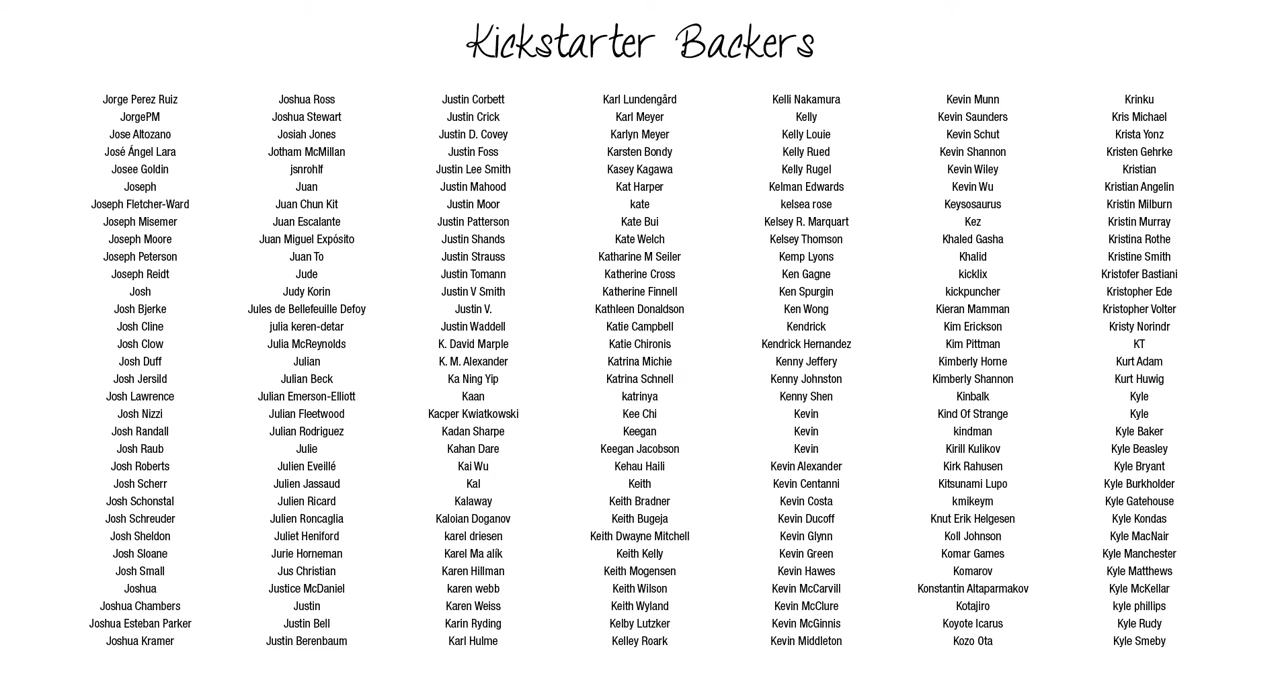 Kickstarter Backers
Jorge Perez Ruiz
JorgePM
Jose Altozano
José Ángel Lara
Josee Goldin
Joseph
Joseph Fletcher-Ward
Joseph Misemer
Joseph Moore
Joseph Peterson
Joseph Reidt
Josh
Josh Bjerke
Josh Cline
Josh Clow
Josh Duff
Josh Jersild
Josh Lawrence
Josh Nizzi
Josh Randall
Josh Raub
Josh Roberts
Josh Scherr
Josh Schonstal
Josh Schreuder
Josh Sheldon
Josh Sloane
Josh Small
Joshua
Joshua Chambers
Joshua Esteban Parker
Joshua Kramer
Joshua Ross
Joshua Stewart
Josiah Jones
Jotham McMillan
jsnrohlf
Juan
Juan Chun Kit
Juan Escalante
Juan Miguel Expósito
Juan To
Jude
Judy Korin
Jules de Bellefeuille Defoy
julia keren-detar
Julia McReynolds
Julian
Julian Beck
Julian Emerson-Elliott
Julian Fleetwood
Julian Rodriguez
Julie
Julien Eveillé
Julien Jassaud
Julien Ricard
Julien Roncaglia
Juliet Heniford
Jurie Horneman
Jus Christian
Justice McDaniel
Justin
Justin Bell
Justin Berenbaum
Justin Corbett
Justin Crick
Justin D. Covey
Justin Foss
Justin Lee Smith
Justin Mahood
Justin Moor
Justin Patterson
Justin Shands
Justin Strauss
Justin Tomann
Justin V Smith
Justin V.
Justin Waddell
K. David Marple
K. M. Alexander
Ka Ning Yip
Kaan
Kacper Kwiatkowski
Kadan Sharpe
Kahan Dare
Kai Wu
Kal
Kalaway
Kaloian Doganov
karel driesen
Karel Ma alík
Karen Hillman
karen webb
Karen Weiss
Karin Ryding
Karl Hulme
Karl Lundengård
Karl Meyer
Karlyn Meyer
Karsten Bondy
Kasey Kagawa
Kat Harper
kate
Kate Bui
Kate Welch
Katharine M Seiler
Katherine Cross
Katherine Finnell
Kathleen Donaldson
Katie Campbell
Katie Chironis
Katrina Michie
Katrina Schnell
katrinya
Kee Chi
Keegan
Keegan Jacobson
Kehau Haili
Keith
Keith Bradner
Keith Bugeja
Keith Dwayne Mitchell
Keith Kelly
Keith Mogensen
Keith Wilson
Keith Wyland
Kelby Lutzker
Kelley Roark
Kelli Nakamura
Kelly
Kelly Louie
Kelly Rued
Kelly Rugel
Kelman Edwards
kelsea rose
Kelsey R. Marquart
Kelsey Thomson
Kemp Lyons
Ken Gagne
Ken Spurgin
Ken Wong
Kendrick
Kendrick Hernandez
Kenny Jeffery
Kenny Johnston
Kenny Shen
Kevin
Kevin
Kevin
Kevin Alexander
Kevin Centanni
Kevin Costa
Kevin Ducoff
Kevin Glynn
Kevin Green
Kevin Hawes
Kevin McCarvill
Kevin McClure
Kevin McGinnis
Kevin Middleton
Kevin Munn
Kevin Saunders
Kevin Schut
Kevin Shannon
Kevin Wiley
Kevin Wu
Keysosaurus
Kez
Khaled Gasha
Khalid
kicklix
kickpuncher
Kieran Mamman
Kim Erickson
Kim Pittman
Kimberly Horne
Kimberly Shannon
Kinbalk
Kind Of Strange
kindman
Kirill Kulikov
Kirk Rahusen
Kitsunami Lupo
kmikeym
Knut Erik Helgesen
Koll Johnson
Komar Games
Komarov
Konstantin Altaparmakov
Kotajiro
Koyote Icarus
Kozo Ota
Krinku
Kris Michael
Krista Yonz
Kristen Gehrke
Kristian
Kristian Angelin
Kristin Milburn
Kristin Murray
Kristina Rothe
Kristine Smith
Kristofer Bastiani
Kristopher Ede
Kristopher Volter
Kristy Norindr
KT
Kurt Adam
Kurt Huwig
Kyle
Kyle
Kyle Baker
Kyle Beasley
Kyle Bryant
Kyle Burkholder
Kyle Gatehouse
Kyle Kondas
Kyle MacNair
Kyle Manchester
Kyle Matthews
Kyle McKellar
kyle phillips
Kyle Rudy
Kyle Smeby